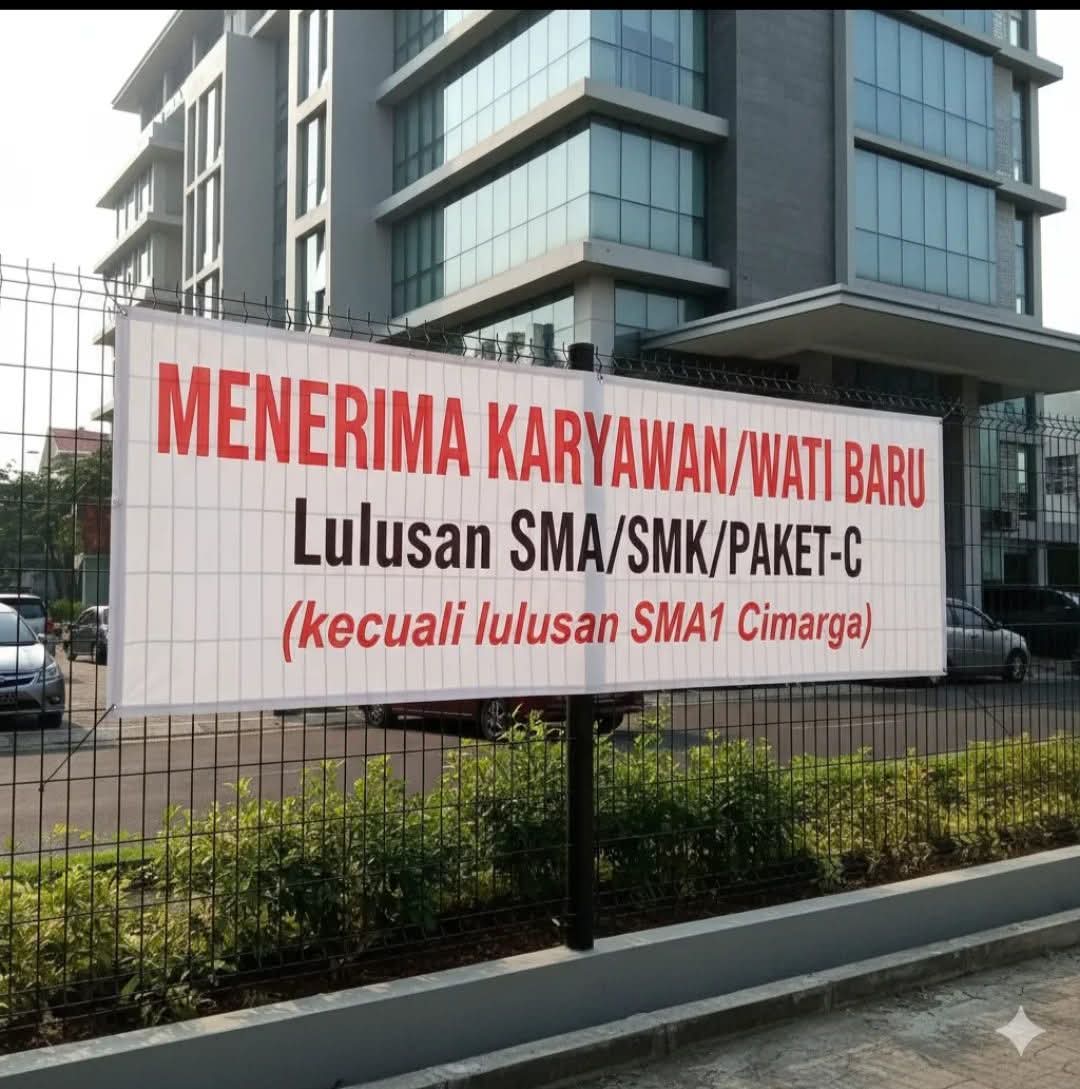 MENERIMA KARYAWAN/WATI BARU
Lulusan SMA/SMK/PAKET-C
(kecuali lulusan SMA1 Cimarga)